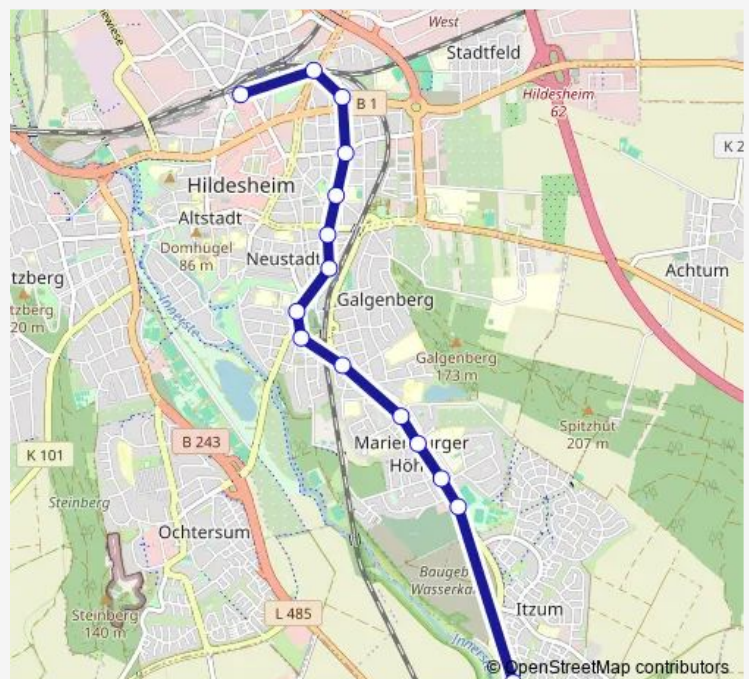 West
Stadtfeld
B 1
Hildesheim
62
K 2
Hildesheim
Altstadt
Domhügel
86 m
Neustadt
Achtum
tzberg
tzberg
20 m
Innerste
Galgenberg
Galgenberg
173 m
Spitzhut
207 m
K 101
B 243
Steinberg
Ochtersum
Steinberg
140 m
L 485
Itzum
© OpenStreetMap contributors